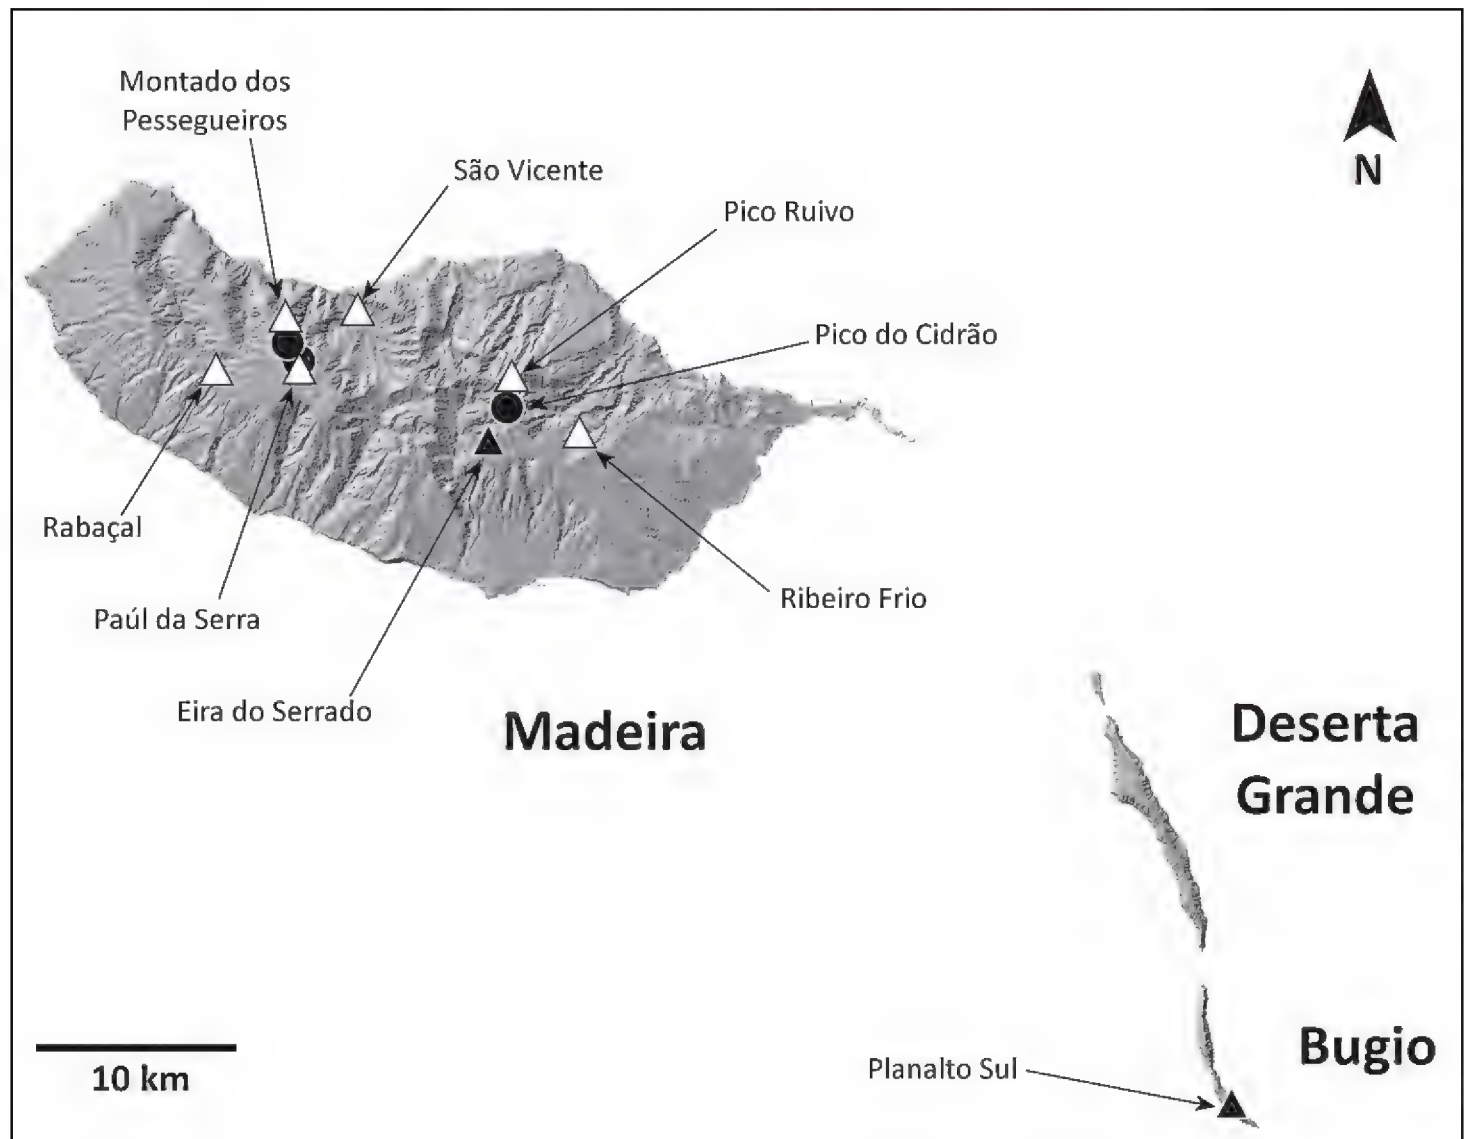 Montado dos
Pessegueiros
São Vicente
Pico Ruivo
N
Pico do Cidrão
Rabaçal
Paúl da Serra
Ribeiro Frio
Eira do Serrado
Madeira
Deserta
Grande
Bugio
Planalto Sul
10 km